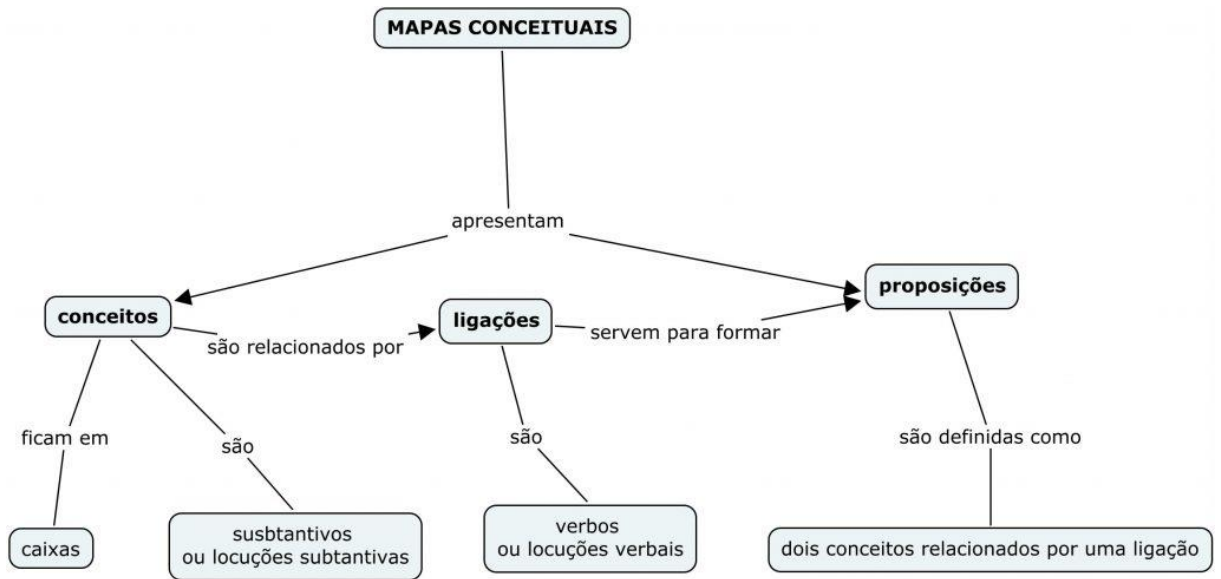 MAPAS CONCEITUAIS
apresentam
conceitos
são relacionados por
ligações
servem para formar
proposições
ficam em
são
são
são definidas como
caixas
susbtantivos
ou locuções subtantivas
verbos
ou locuções verbais
dois conceitos relacionados por uma ligação